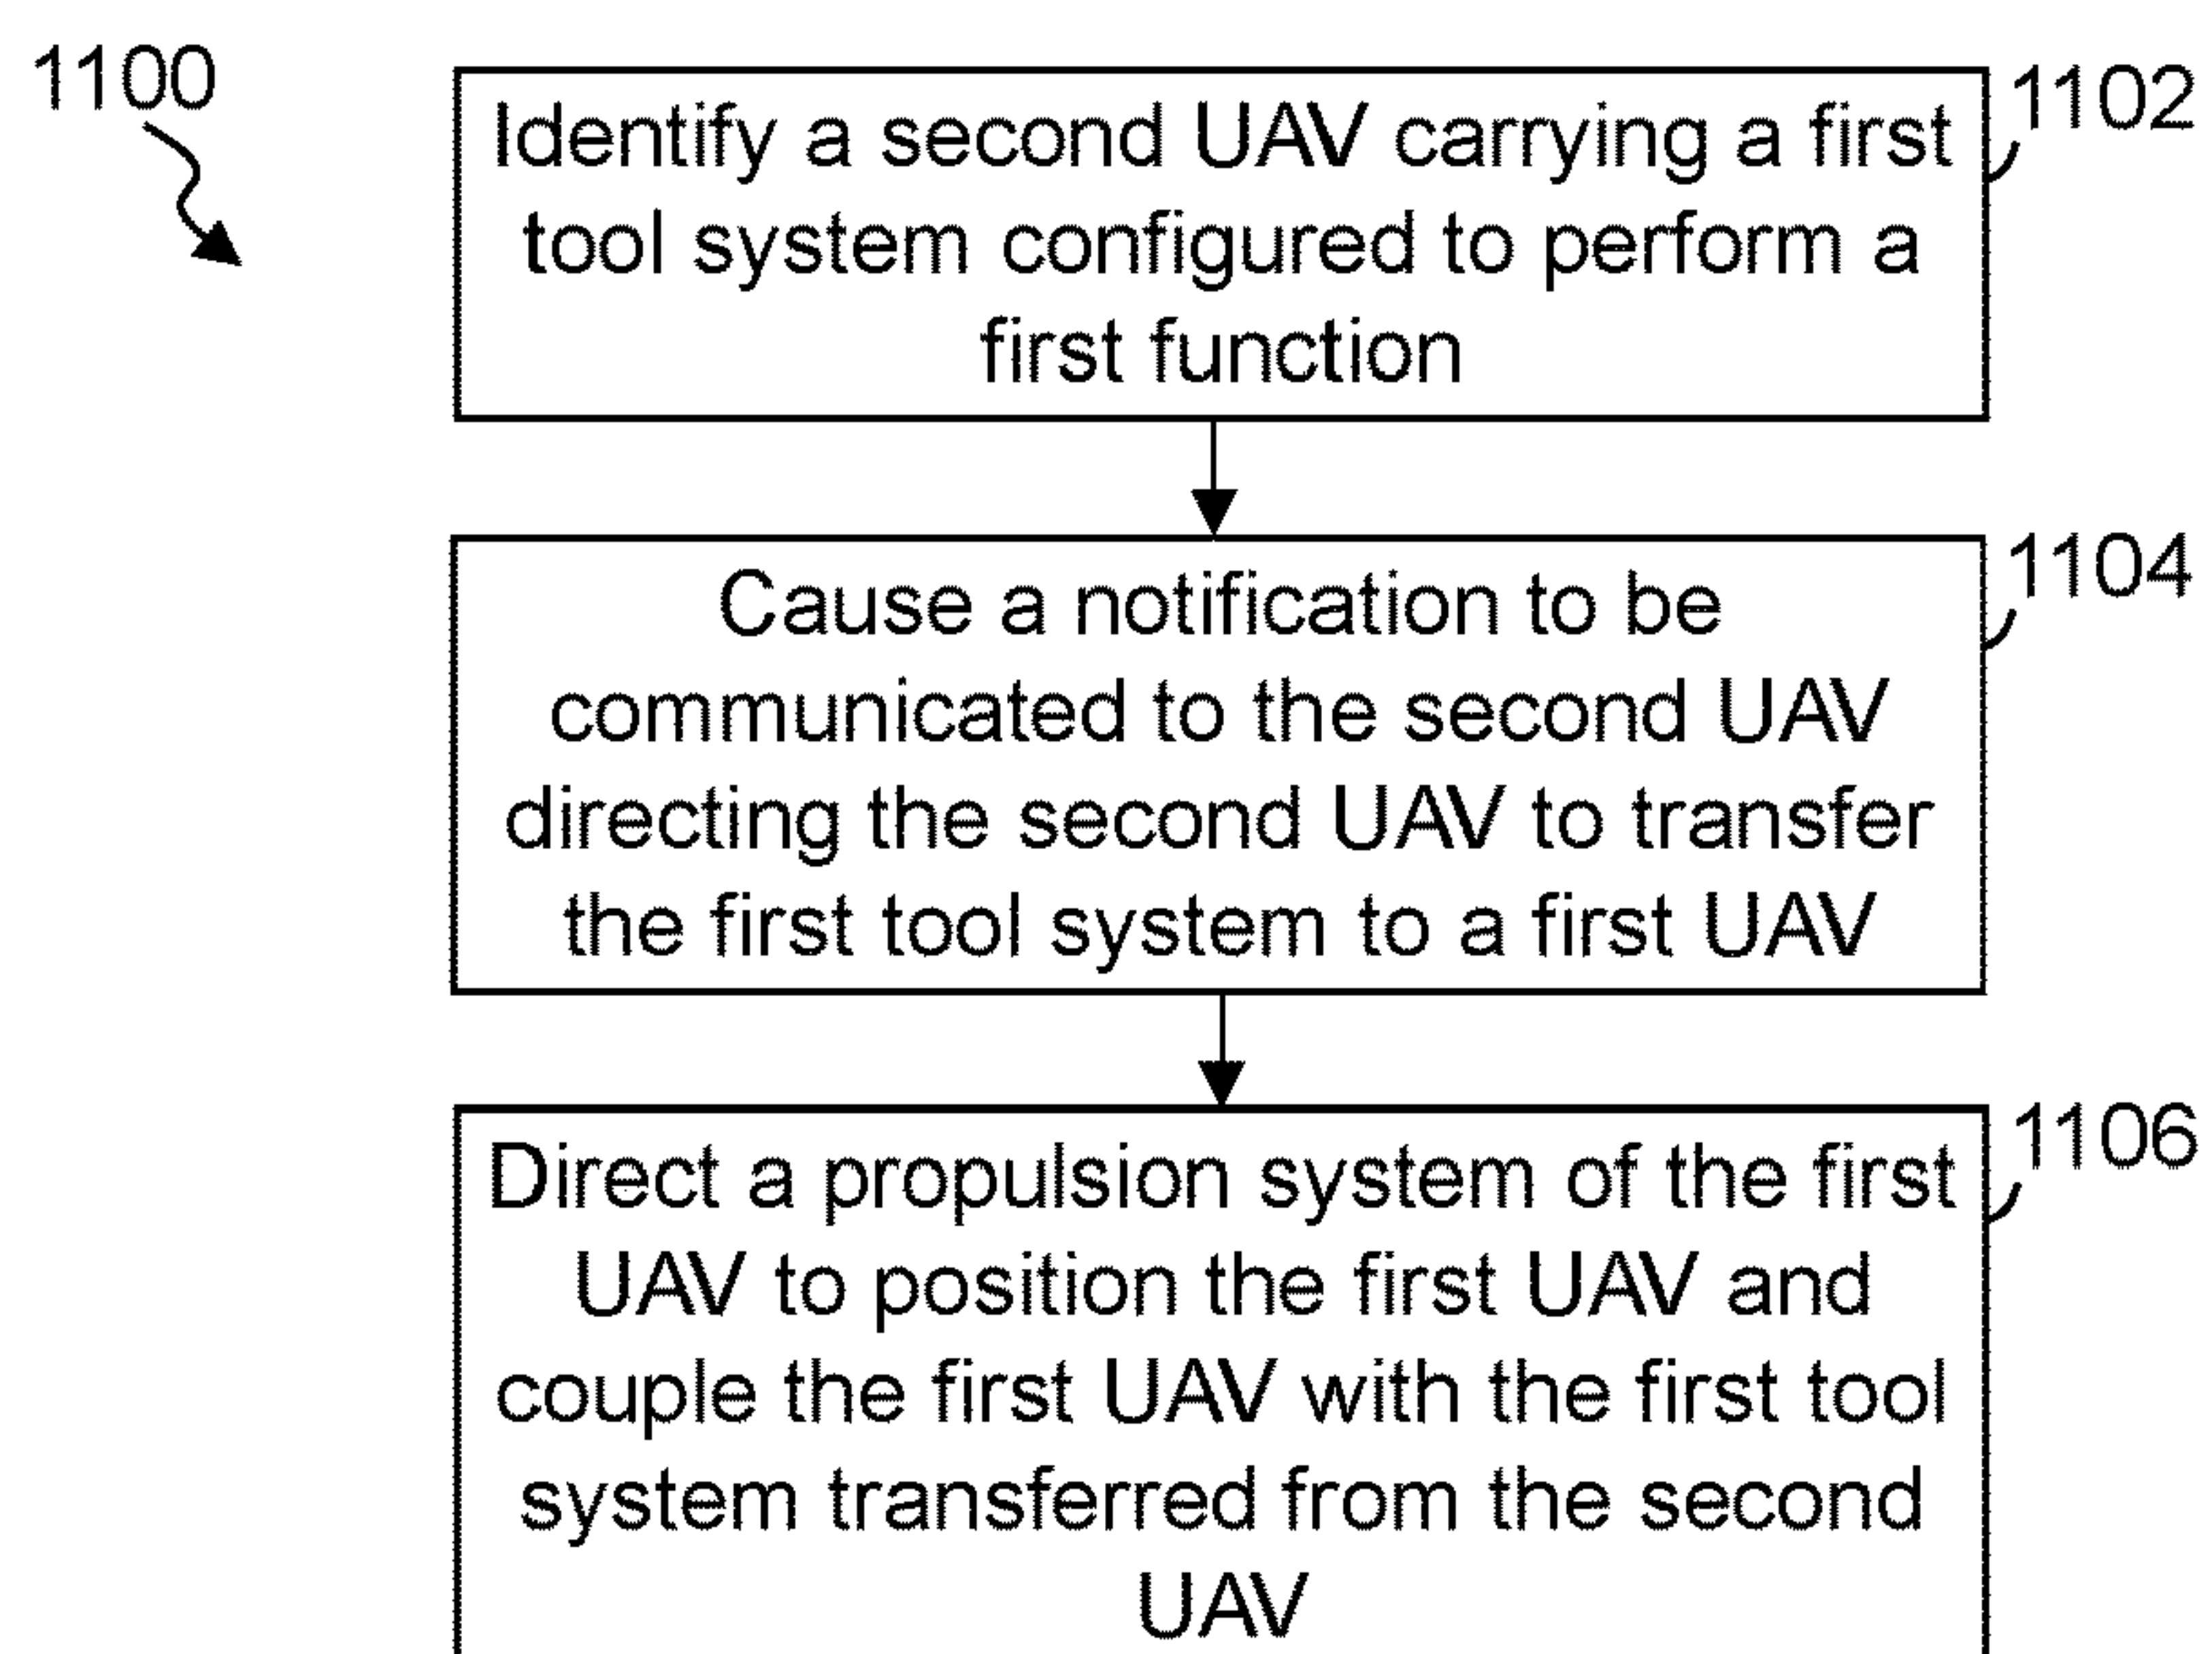 1100
1102
Identify a second UAV carrying a first
tool system configured to perform a
first function
1104
Cause a notification to be
communicated to the second UAV
directing the second UAV to transfer
the first tool system to a first UAV
1106
Direct a propulsion system of the first
UAV to position the first UAV and
couple the first UAV with the first tool
system transferred from the second
UAV